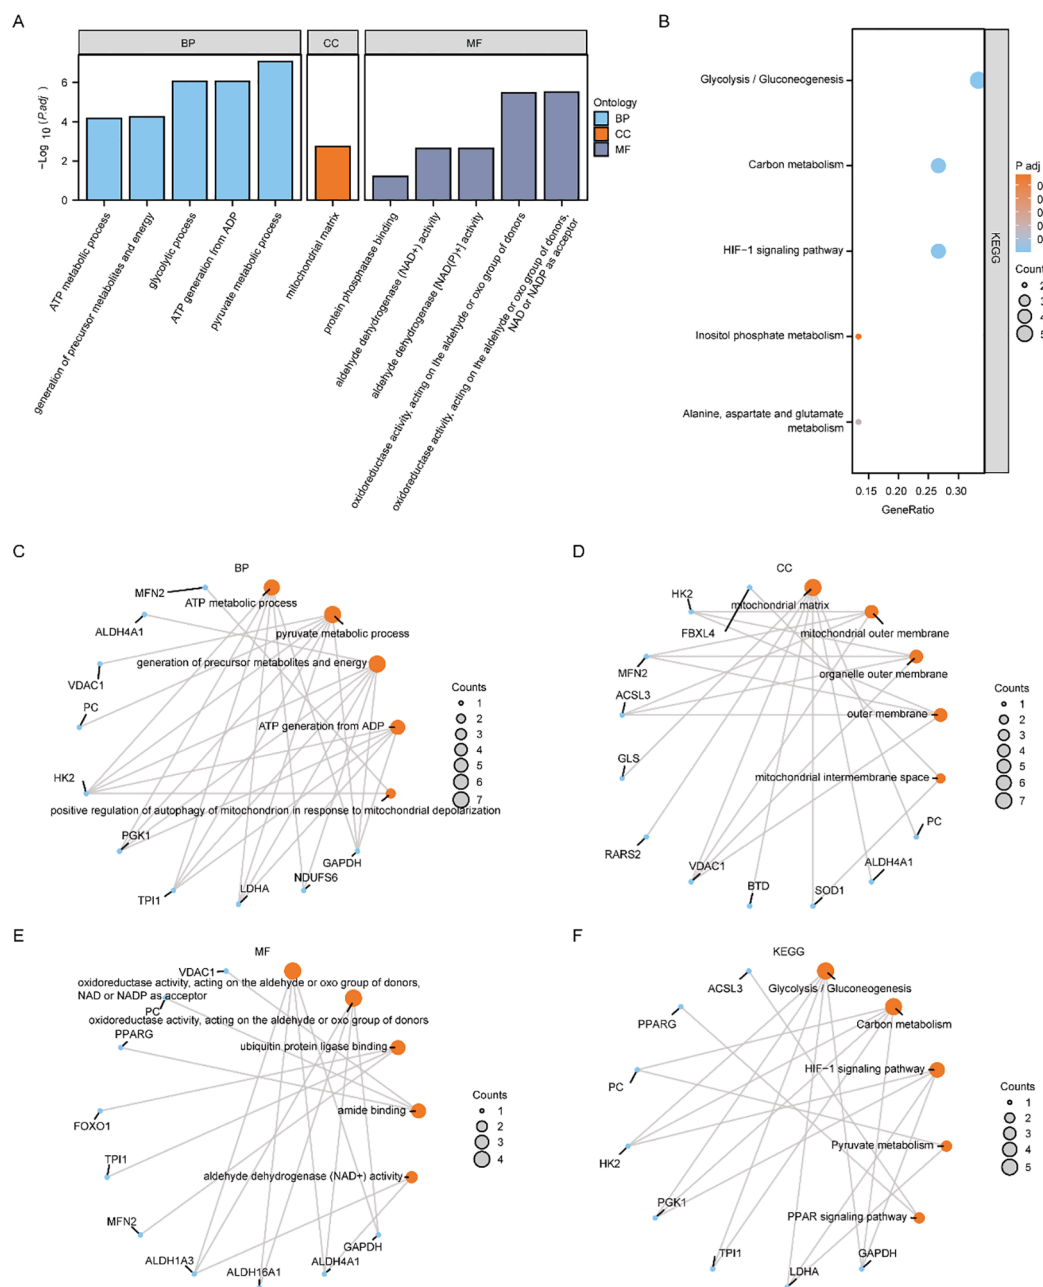 A
BP
CC
MF
−Log 10 (P.adj )
6
4
2
0
Ontology
BP
CC
MF
ATP metabolic process
generation of precursor metabolites and energy
glycolytic process
ATP generation from ADP
pyruvate metabolic process
mitochondrial matrix
protein phosphatase binding
aldehyde dehydrogenase (NAD+) activity
aldehyde dehydrogenase [NAD(P)+] activity
oxidoreductase activity, acting on the aldehyde or oxo group of donors
oxidoreductase activity, acting on the aldehyde or oxo group of donors,
NAD or NADP as acceptor
B
Glycolysis / Gluconeogenesis
Carbon metabolism
HIF−1 signaling pathway
Inositol phosphate metabolism
Alanine, aspartate and glutamate
metabolism
KEGG
0.15 0.20 0.25 0.30
GeneRatio
P adj
0
0
0
0
Count
2
3
4
5
C
BP
MFN2
ATP metabolic process
ALDH4A1
pyruvate metabolic process
generation of precursor metabolites and energy
VDAC1
PC
ATP generation from ADP
HK2
positive regulation of autophagy of mitochondrion in response to mitochondrial depolarization
PGK1
GAPDH
NDUFS6
LDHA
TPI1
Counts
1
2
3
4
5
6
7
D
CC
HK2
mitochondrial matrix
FBXL4
mitochondrial outer membrane
MFN2
organelle outer membrane
ACSL3
outer membrane
GLS
mitochondrial intermembrane space
PC
RARS2
VDAC1
ALDH4A1
BTD
SOD1
Counts
1
2
3
4
5
6
7
E
MF
VDAC1
oxidoreductase activity, acting on the aldehyde or oxo group of donors,
NAD or NADP as acceptor
PC
oxidoreductase activity, acting on the aldehyde or oxo group of donors
PPARG
ubiquitin protein ligase binding
amide binding
FOXO1
TPI1
aldehyde dehydrogenase (NAD+) activity
MFN2
GAPDH
ALDH1A3
ALDH4A1
ALDH16A1
Counts
1
2
3
4
F
KEGG
ACSL3
Glycolysis / Gluconeogenesis
PPARG
Carbon metabolism
HIF−1 signaling pathway
PC
Pyruvate metabolism
HK2
PGK1
PPAR signaling pathway
TPI1
GAPDH
LDHA
Counts
1
2
3
4
5